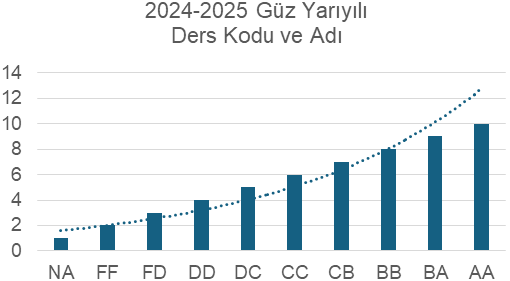 2024-2025 Güz Yarıyılı
Ders Kodu ve Adı
14
12
10
8
6
4
2
0
NA FF FD DD DC CC CB BB BA AA